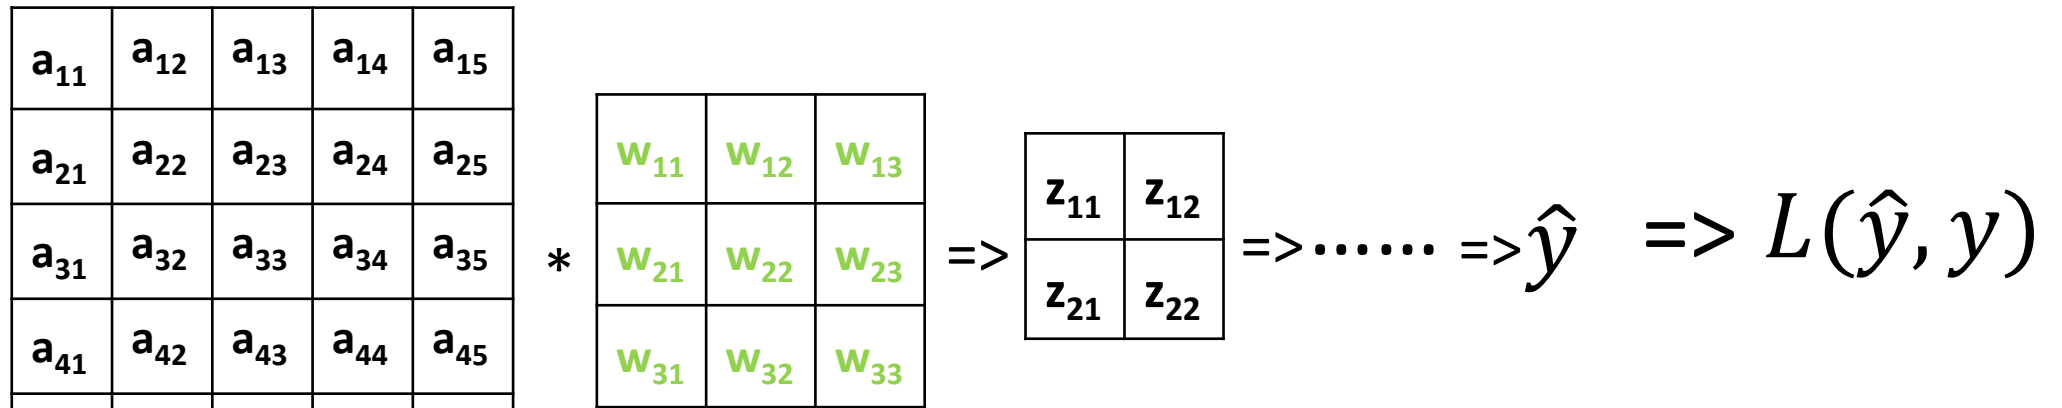 a₁₁ a₁₂ a₁₃ a₁₄ a₁₅
a₂₁ a₂₂ a₂₃ a₂₄ a₂₅
a₃₁ a₃₂ a₃₃ a₃₄ a₃₅
a₄₁ a₄₂ a₄₃ a₄₄ a₄₅
*
w₁₁ w₁₂ w₁₃
w₂₁ w₂₂ w₂₃
w₃₁ w₃₂ w₃₃
=>
z₁₁ z₁₂
z₂₁ z₂₂
=>...... => ŷ => L(ŷ, y)